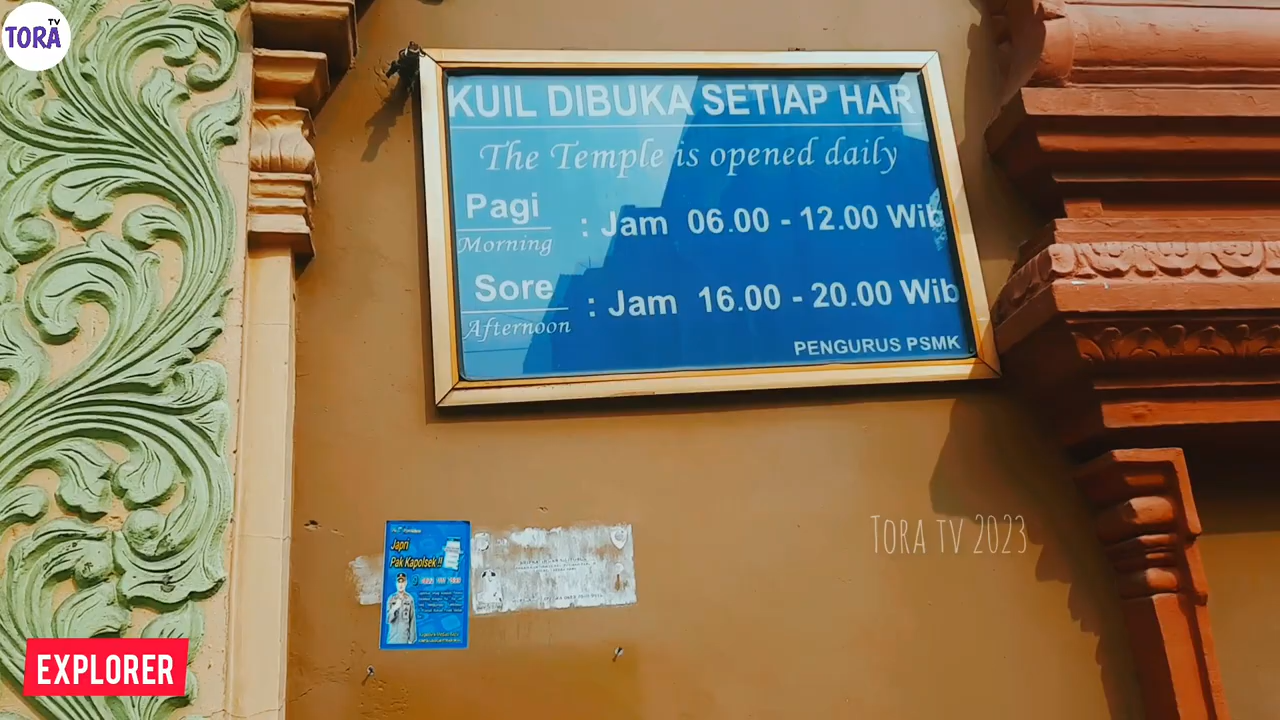 TORA TV
KUIL DIBUKA SETIAP HAR
The Temple is opened daily
Pagi
Morning
: Jam 06.00 - 12.00 Wib
Sore
Afternoon
: Jam 16.00 - 20.00 Wib
PENGURUS PSMK
TORA TV 2023
Japri
Pak Kapolsek !!
EXPLORER